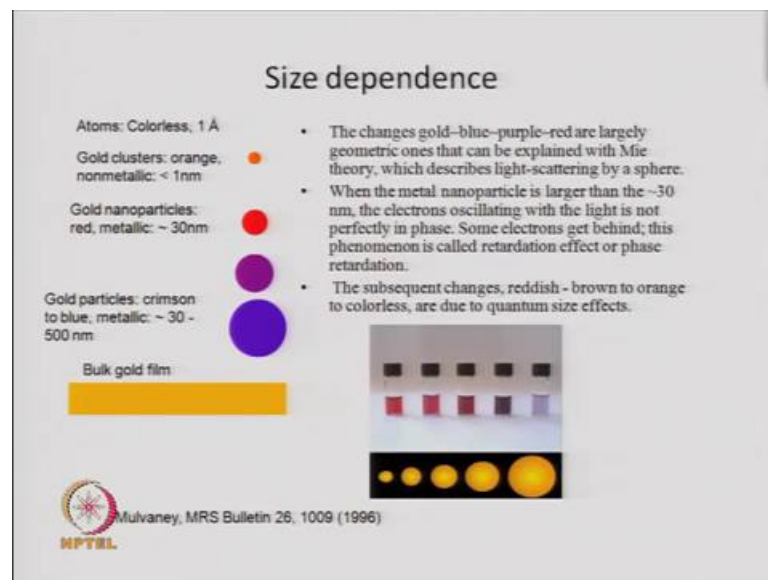 Size dependence
Atoms: Colorless, 1 Å
Gold clusters: orange,
nonmetallic: < 1nm
Gold nanoparticles:
red, metallic: ~ 30nm
Gold particles: crimson
to blue, metallic: ~ 30 -
500 nm
Bulk gold film
• The changes gold–blue–purple–red are largely
geometric ones that can be explained with Mie
theory, which describes light-scattering by a sphere.
• When the metal nanoparticle is larger than the ~30
nm, the electrons oscillating with the light is not
perfectly in phase. Some electrons get behind; this
phenomenon is called retardation effect or phase
retardation.
• The subsequent changes, reddish - brown to orange
to colorless, are due to quantum size effects.
Mulvaney, MRS Bulletin 26, 1009 (1996)
NPTEL